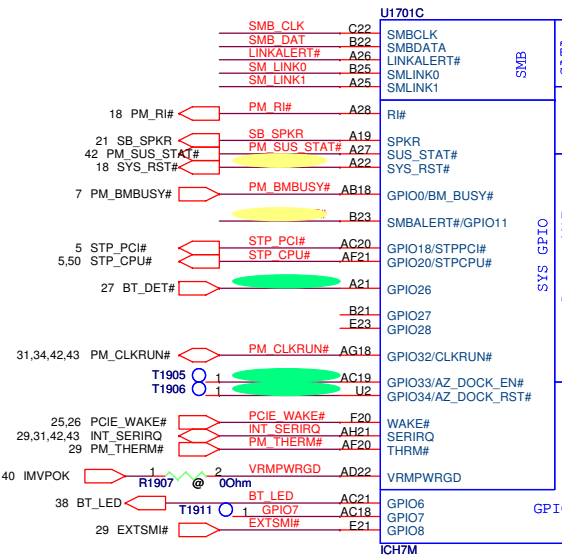 U1701C
SMB_CLK C22 SMBCLK
SMB_DAT B22 SMBDATA
LINKALERT# A26 LINKALERT#
SM_LINK0 B25 SMLINK0
SM_LINK1 A25 SMLINK1
SMB
18 PM_RI# PM_RI# A28 RI#
21 SB_SPKR SB_SPKR A19 SPKR
42 PM_SUS_STAT# PM_SUS_STAT# A27 SUS_STAT#
18 SYS_RST# A22 SYS_RST#
7 PM_BMBUSY# PM_BMBUSY# AB18 GPIO0/BM_BUSY#
B23 SMBALERT#/GPIO11
SYS GPIO
5 STP_PCI# STP_PCI# AC20 GPIO18/STPPCI#
5,50 STP_CPU# STP_CPU# AF21 GPIO20/STPCPU#
27 BT_DET# A21 GPIO26
B21 GPIO27
E23 GPIO28
31,34,42,43 PM_CLKRUN# PM_CLKRUN# AG18 GPIO32/CLKRUN#
T1905 1 AC19 GPIO33/AZ_DOCK_EN#
T1906 1 U2 GPIO34/AZ_DOCK_RST#
25,26 PCIE_WAKE# PCIE_WAKE# F20 WAKE#
29,31,42,43 INT_SERIRQ INT_SERIRQ AH21 SERIRQ
29 PM_THERM# PM_THERM# AF20 THRM#
40 IMVPOK 1 2 VRMPWRGD AD22 VRMPWRGD
R1907 @ 0Ohm
38 BT_LED BT_LED AC21 GPIO6
T1911 1 GPIO7 AC18 GPIO7
29 EXTSMI# EXTSMI# E21 GPIO8
ICH7M